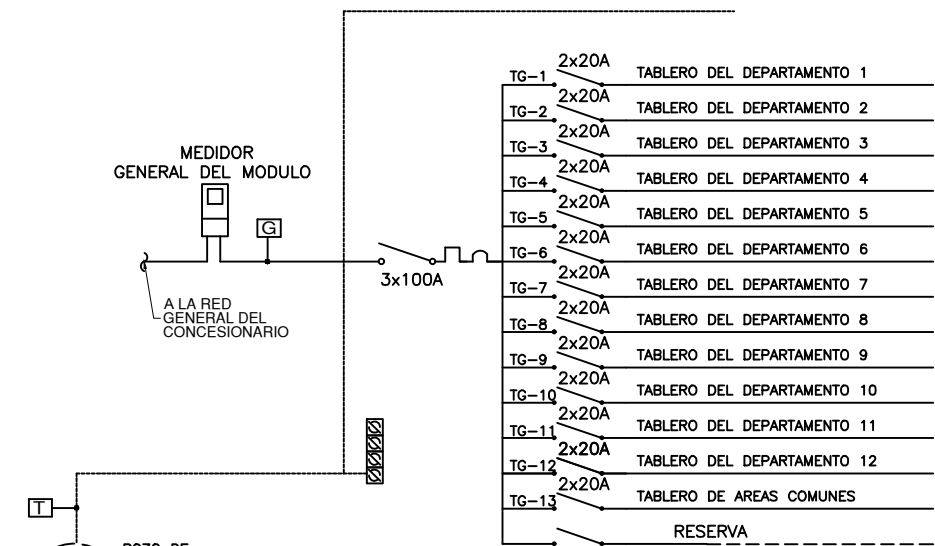 MEDIDOR
GENERAL DEL MODULO
G
A LA RED
GENERAL DEL
CONCESIONARIO
3x100A
TG-1 2x20A TABLERO DEL DEPARTAMENTO 1
TG-2 2x20A TABLERO DEL DEPARTAMENTO 2
TG-3 2x20A TABLERO DEL DEPARTAMENTO 3
TG-4 2x20A TABLERO DEL DEPARTAMENTO 4
TG-5 2x20A TABLERO DEL DEPARTAMENTO 5
TG-6 2x20A TABLERO DEL DEPARTAMENTO 6
TG-7 2x20A TABLERO DEL DEPARTAMENTO 7
TG-8 2x20A TABLERO DEL DEPARTAMENTO 8
TG-9 2x20A TABLERO DEL DEPARTAMENTO 9
TG-10 2x20A TABLERO DEL DEPARTAMENTO 10
TG-11 2x20A TABLERO DEL DEPARTAMENTO 11
TG-12 2x20A TABLERO DEL DEPARTAMENTO 12
TG-13 2x20A TABLERO DE AREAS COMUNES
RESERVA
T
POZO DE